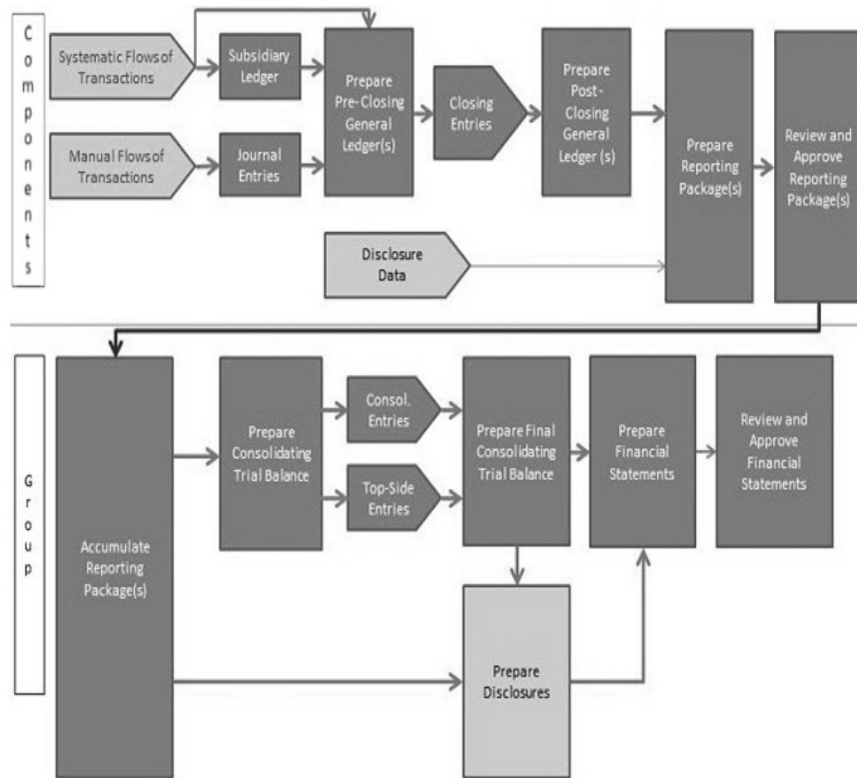 Components
Systematic Flows of
Transactions
Subsidiary
Ledger
Prepare
Pre- Closing
General
Ledger(s)
Closing
Entries
Prepare
Post -
Closing
General
Ledger (s)
Manual Flows of
Transactions
Journal
Entries
Prepare
Reporting
Package(s)
Review and
Approve
Reporting
Package(s)
Disclosure
Data
Group
Accumulate
Reporting
Package(s)
Prepare
Consolidating
Trial Balance
Consol.
Entries
Top-Side
Entries
Prepare Final
Consolidating
Trial Balance
Prepare
Financial
Statements
Review and
Approve
Financial
Statements
Prepare
Disclosures